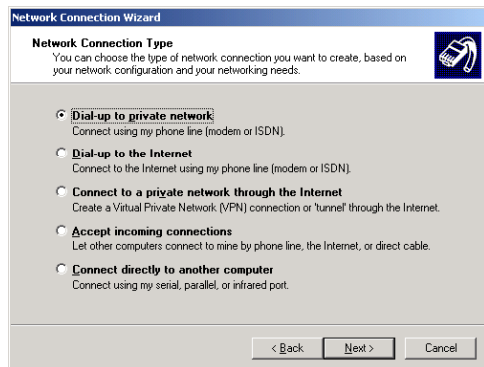 Network Connection Wizard
Network Connection Type
You can choose the type of network connection you want to create, based on
your network configuration and your networking needs.
Dial-up to private network
Connect using my phone line (modem or ISDN).
Dial-up to the Internet
Connect to the Internet using my phone line (modem or ISDN).
Connect to a private network through the Internet
Create a Virtual Private Network (VPN) connection or 'tunnel' through the Internet.
Accept incoming connections
Let other computers connect to mine by phone line, the Internet, or direct cable.
Connect directly to another computer
Connect using my serial, parallel, or infrared port.
< Back Next > Cancel